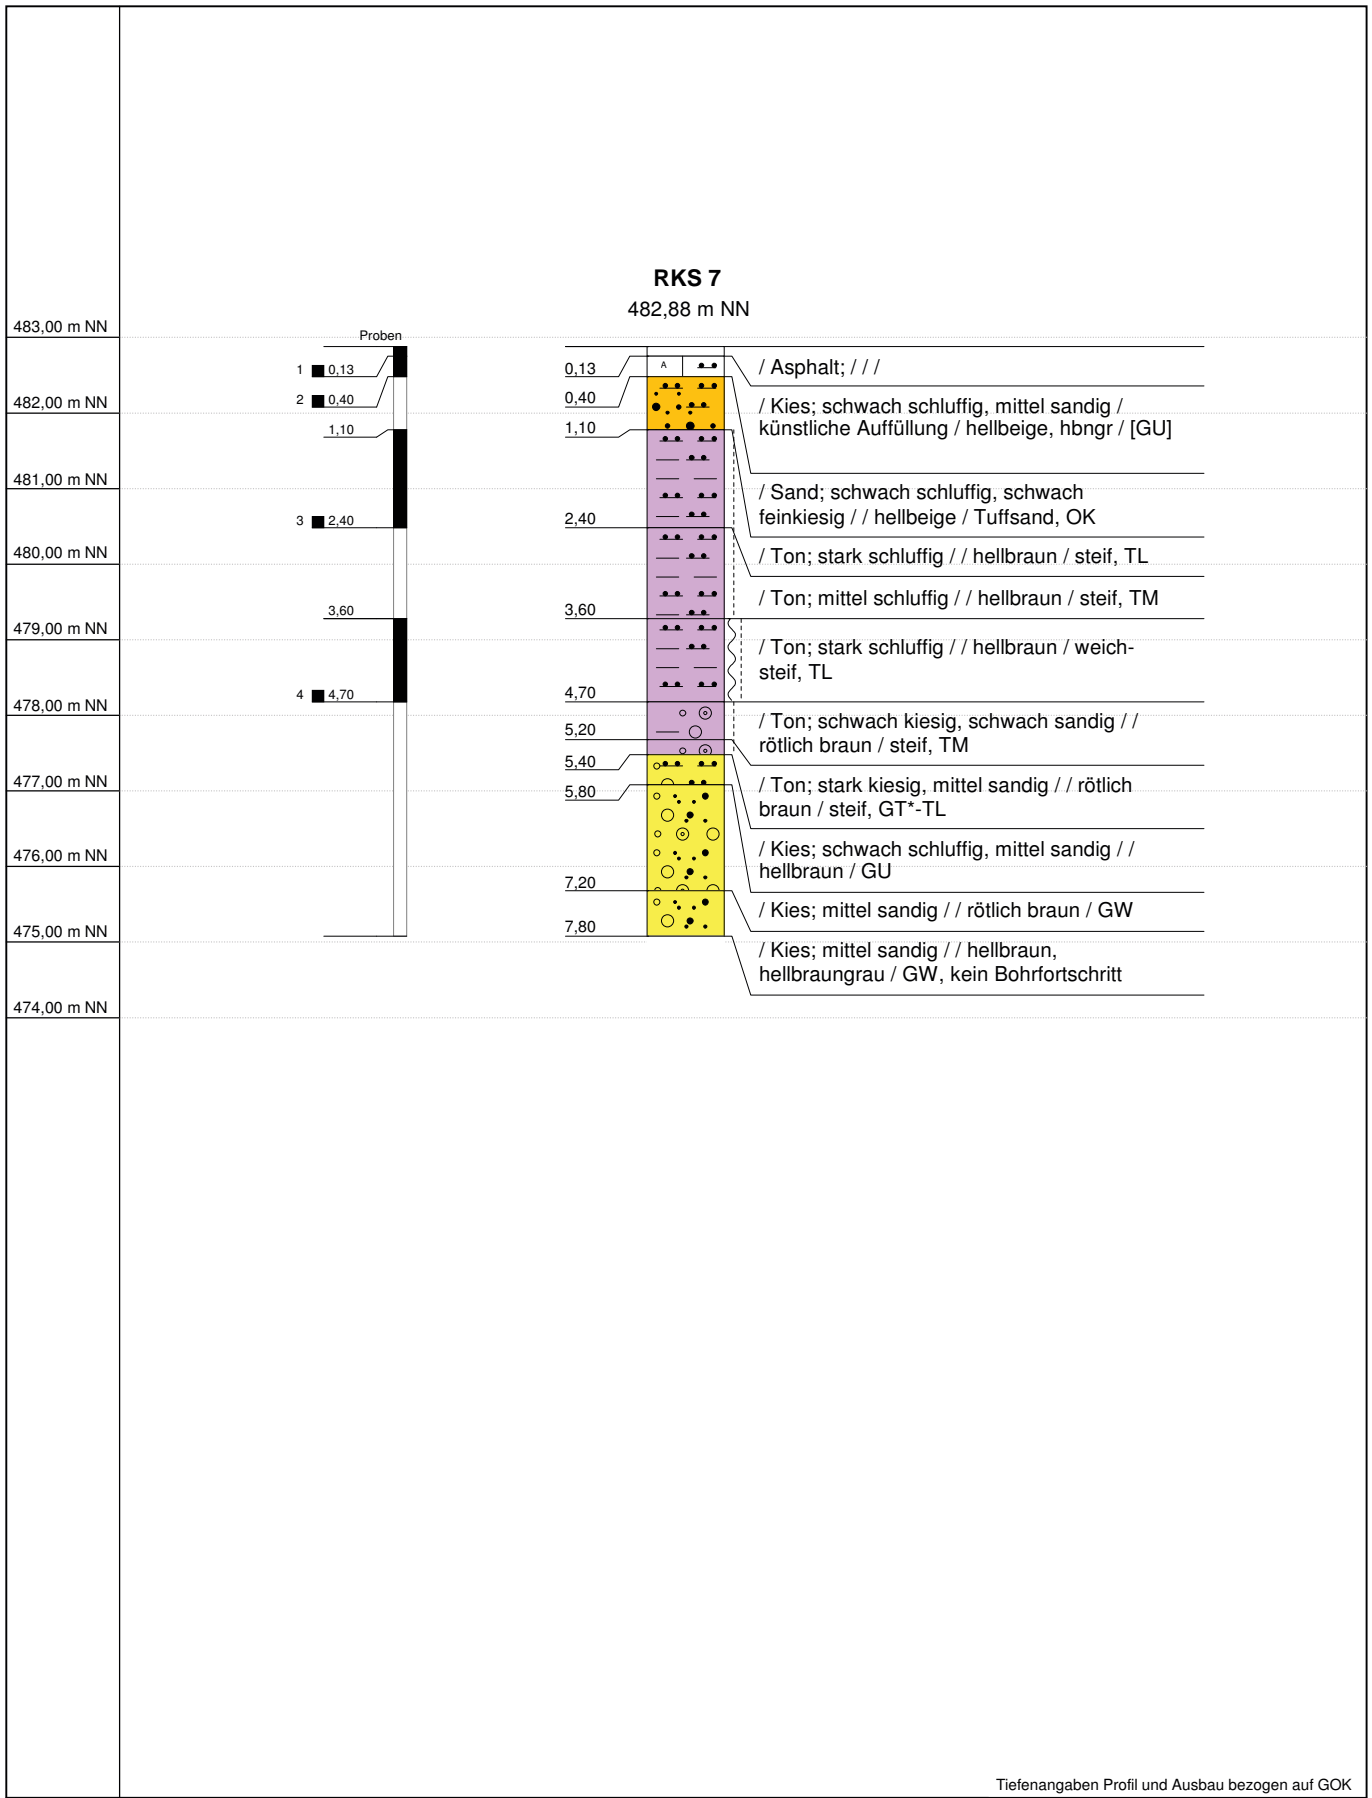 RKS 7
482,88 m NN
483,00 m NN
482,00 m NN
481,00 m NN
480,00 m NN
479,00 m NN
478,00 m NN
477,00 m NN
476,00 m NN
475,00 m NN
474,00 m NN
Proben
1 0,13
2 0,40
1,10
3 2,40
3,60
4 4,70
0,13
0,40
1,10
2,40
3,60
4,70
5,20
5,40
5,80
7,20
7,80
A
/ Asphalt; / / /
/ Kies; schwach schluffig, mittel sandig /
künstliche Auffüllung / hellbeige, hbngr / [GU]
/ Sand; schwach schluffig, schwach
feinkiesig / / hellbeige / Tuffsand, OK
/ Ton; stark schluffig / / hellbraun / steif, TL
/ Ton; mittel schluffig / / hellbraun / steif, TM
/ Ton; stark schluffig / / hellbraun / weich-
steif, TL
/ Ton; schwach kiesig, schwach sandig / /
rötlich braun / steif, TM
/ Ton; stark kiesig, mittel sandig / / rötlich
braun / steif, GT*-TL
/ Kies; schwach schluffig, mittel sandig / /
hellbraun / GU
/ Kies; mittel sandig / / rötlich braun / GW
/ Kies; mittel sandig / / hellbraun,
hellbraungrau / GW, kein Bohrfortschritt
Tiefenangaben Profil und Ausbau bezogen auf GOK